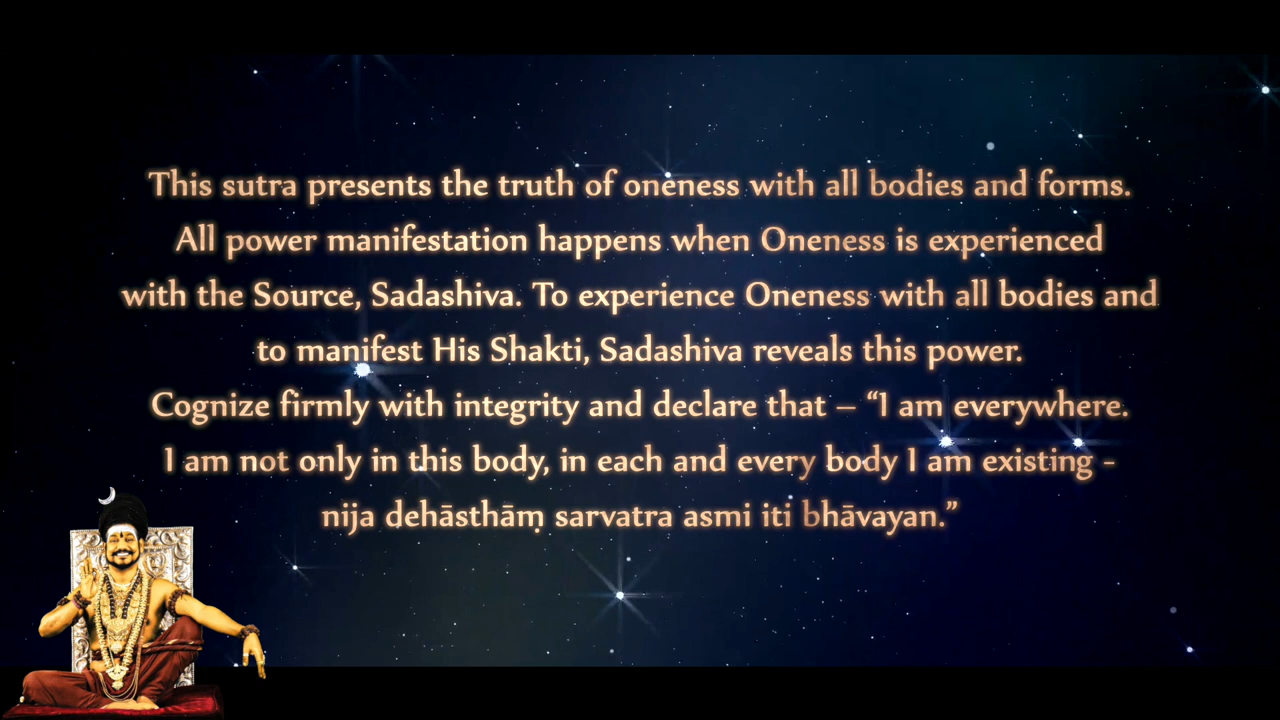 This sutra presents the truth of oneness with all bodies and forms.
All power manifestation happens when Oneness is experienced
with the Source, Sadashiva. To experience Oneness with all bodies and
to manifest His Shakti, Sadashiva reveals this power.
Cognize firmly with integrity and declare that – “I am everywhere.
I am not only in this body, in each and every body I am existing -
nija dehāsthāṃ sarvatra asmi iti bhāvayan.”